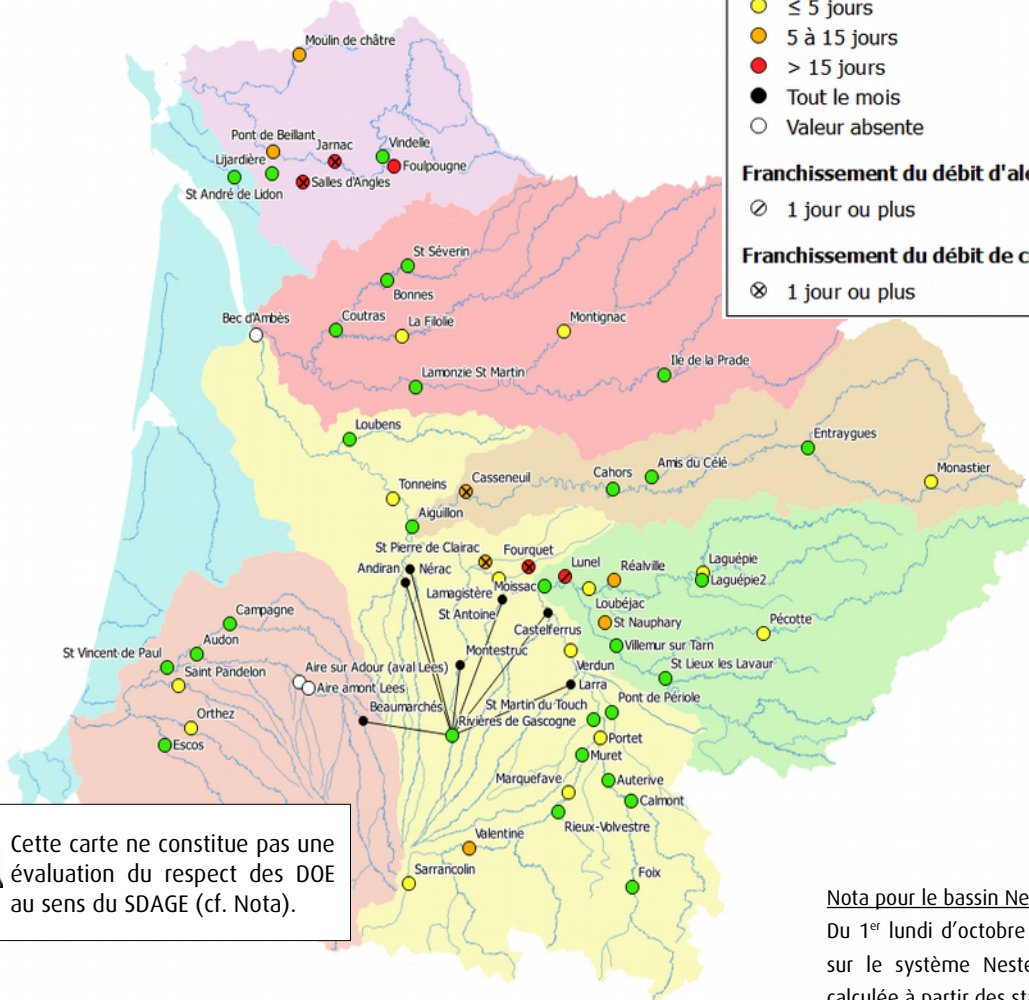 ≤ 5 jours
5 à 15 jours
> 15 jours
Tout le mois
Valeur absente
Franchissement du débit d'ale
1 jour ou plus
Franchissement du débit de c
1 jour ou plus
Moulin de châtre
Pont de Beillant
Jarnac
Vindelle
Lijardière
Foulpougne
Salles d'Angles
St André de Lidon
St Séverin
Bonnes
Bec d'Ambès
Coutras
La Filolie
Montignac
Ile de la Prade
Lamonzie St Martin
Loubens
Entraygues
Amis du Célé
Cahors
Monastier
Casseneuil
Tonneins
Aiguillon
St Pierre de Clairac
Fourquet
Andiran
Nérac
Lunel
Réalville
Laguépie
Laguépie2
Lamagistère
Moissac
Loubéjac
St Antoine
St Nauphary
Pécotte
Campagne
Castelferrus
Villemur sur Tarn
Audon
Montestruc
St Vincent de Paul
Aire sur Adour (aval Lees)
Verdun
St Lieux les Lavaur
Saint Pandelon
Aire amont Lees
Larra
Beaumarchés
St Martin du Touch
Pont de Périole
Orthez
Rivières de Gascogne
Escos
Portet
Muret
Marquefave
Auterive
Calmont
Rieux-Volvestre
Valentine
Sarrancolin
Foix
Cette carte ne constitue pas une
évaluation du respect des DOE
au sens du SDAGE (cf. Nota).
Nota pour le bassin Ne
Du 1er lundi d'octobre
sur le système Neste
calculée à partir des st